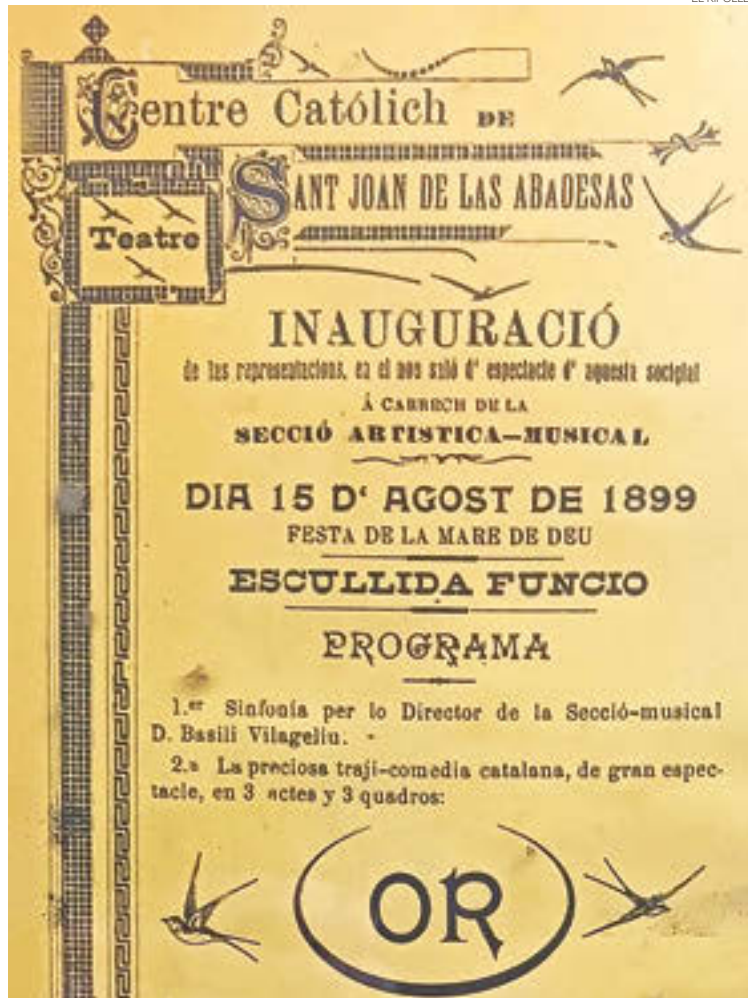 Centre Católich DE
SANT JOAN DE LAS ABADESAS
Teatre
INAUGURACIÓ
de las representacions, en el nou saló d' espectacle d' aquesta societat
Á CARRECH DE LA
SECCIÓ ARTISTICA—MUSICAL
DIA 15 D' AGOST DE 1899
FESTA DE LA MARE DE DEU
ESCULLIDA FUNCIO
PROGRAMA
1.er Sinfonía per lo Director de la Secció-musical
D. Basili Vilageliu.
2.a La preciosa traji-comedia catalana, de gran espec-
tacle, en 3 actes y 3 quadros:
OR